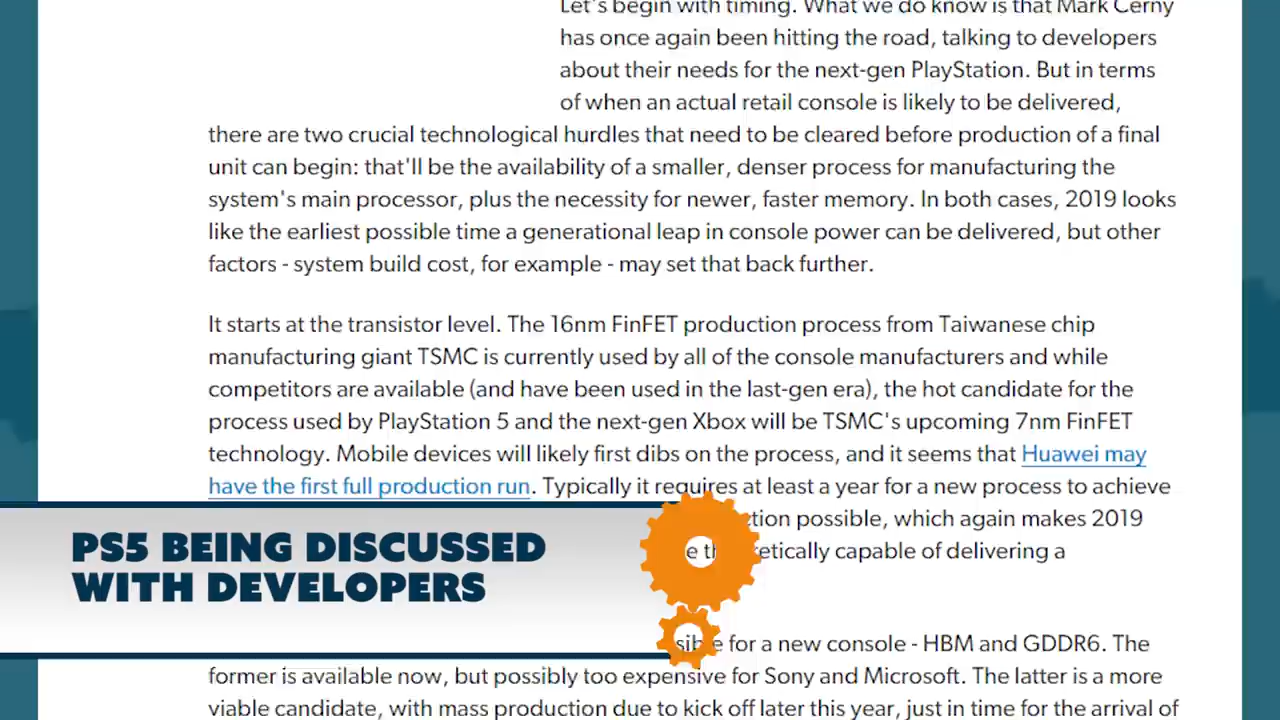 Let's begin with timing. What we do know is that Mark Cerny
has once again been hitting the road, talking to developers
about their needs for the next-gen PlayStation. But in terms
of when an actual retail console is likely to be delivered,
there are two crucial technological hurdles that need to be cleared before production of a final
unit can begin: that'll be the availability of a smaller, denser process for manufacturing the
system's main processor, plus the necessity for newer, faster memory. In both cases, 2019 looks
like the earliest possible time a generational leap in console power can be delivered, but other
factors - system build cost, for example - may set that back further.
It starts at the transistor level. The 16nm FinFET production process from Taiwanese chip
manufacturing giant TSMC is currently used by all of the console manufacturers and while
competitors are available (and have been used in the last-gen era), the hot candidate for the
process used by PlayStation 5 and the next-gen Xbox will be TSMC's upcoming 7nm FinFET
technology. Mobile devices will likely first dibs on the process, and it seems that Huawei may
have the first full production run. Typically it requires at least a year for a new process to achieve
possible, which again makes 2019
capable of delivering a
for a new console - HBM and GDDR6. The
former is available now, but possibly too expensive for Sony and Microsoft. The latter is a more
viable candidate, with mass production due to kick off later this year, just in time for the arrival of
PS5 BEING DISCUSSED
WITH DEVELOPERS